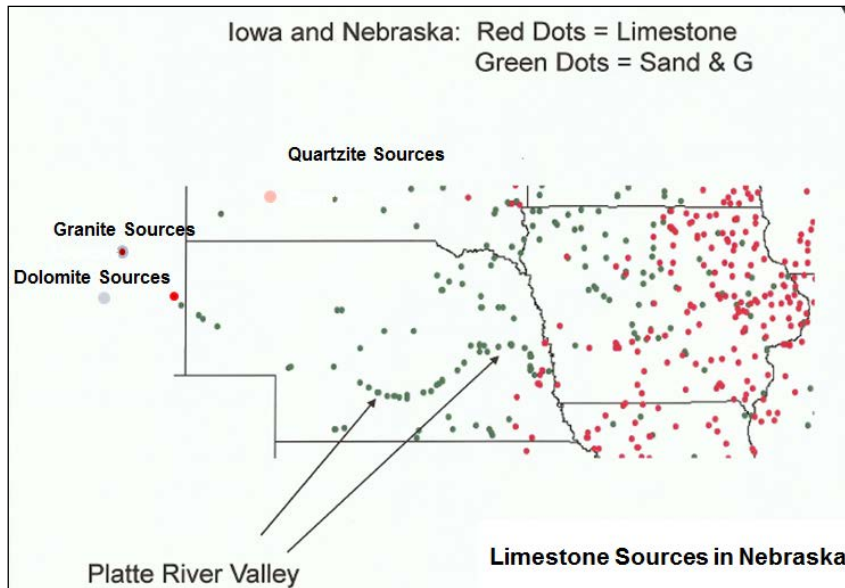 Iowa and Nebraska: Red Dots = Limestone
Green Dots = Sand & G
Quartzite Sources
Granite Sources
Dolomite Sources
Platte River Valley
Limestone Sources in Nebraska